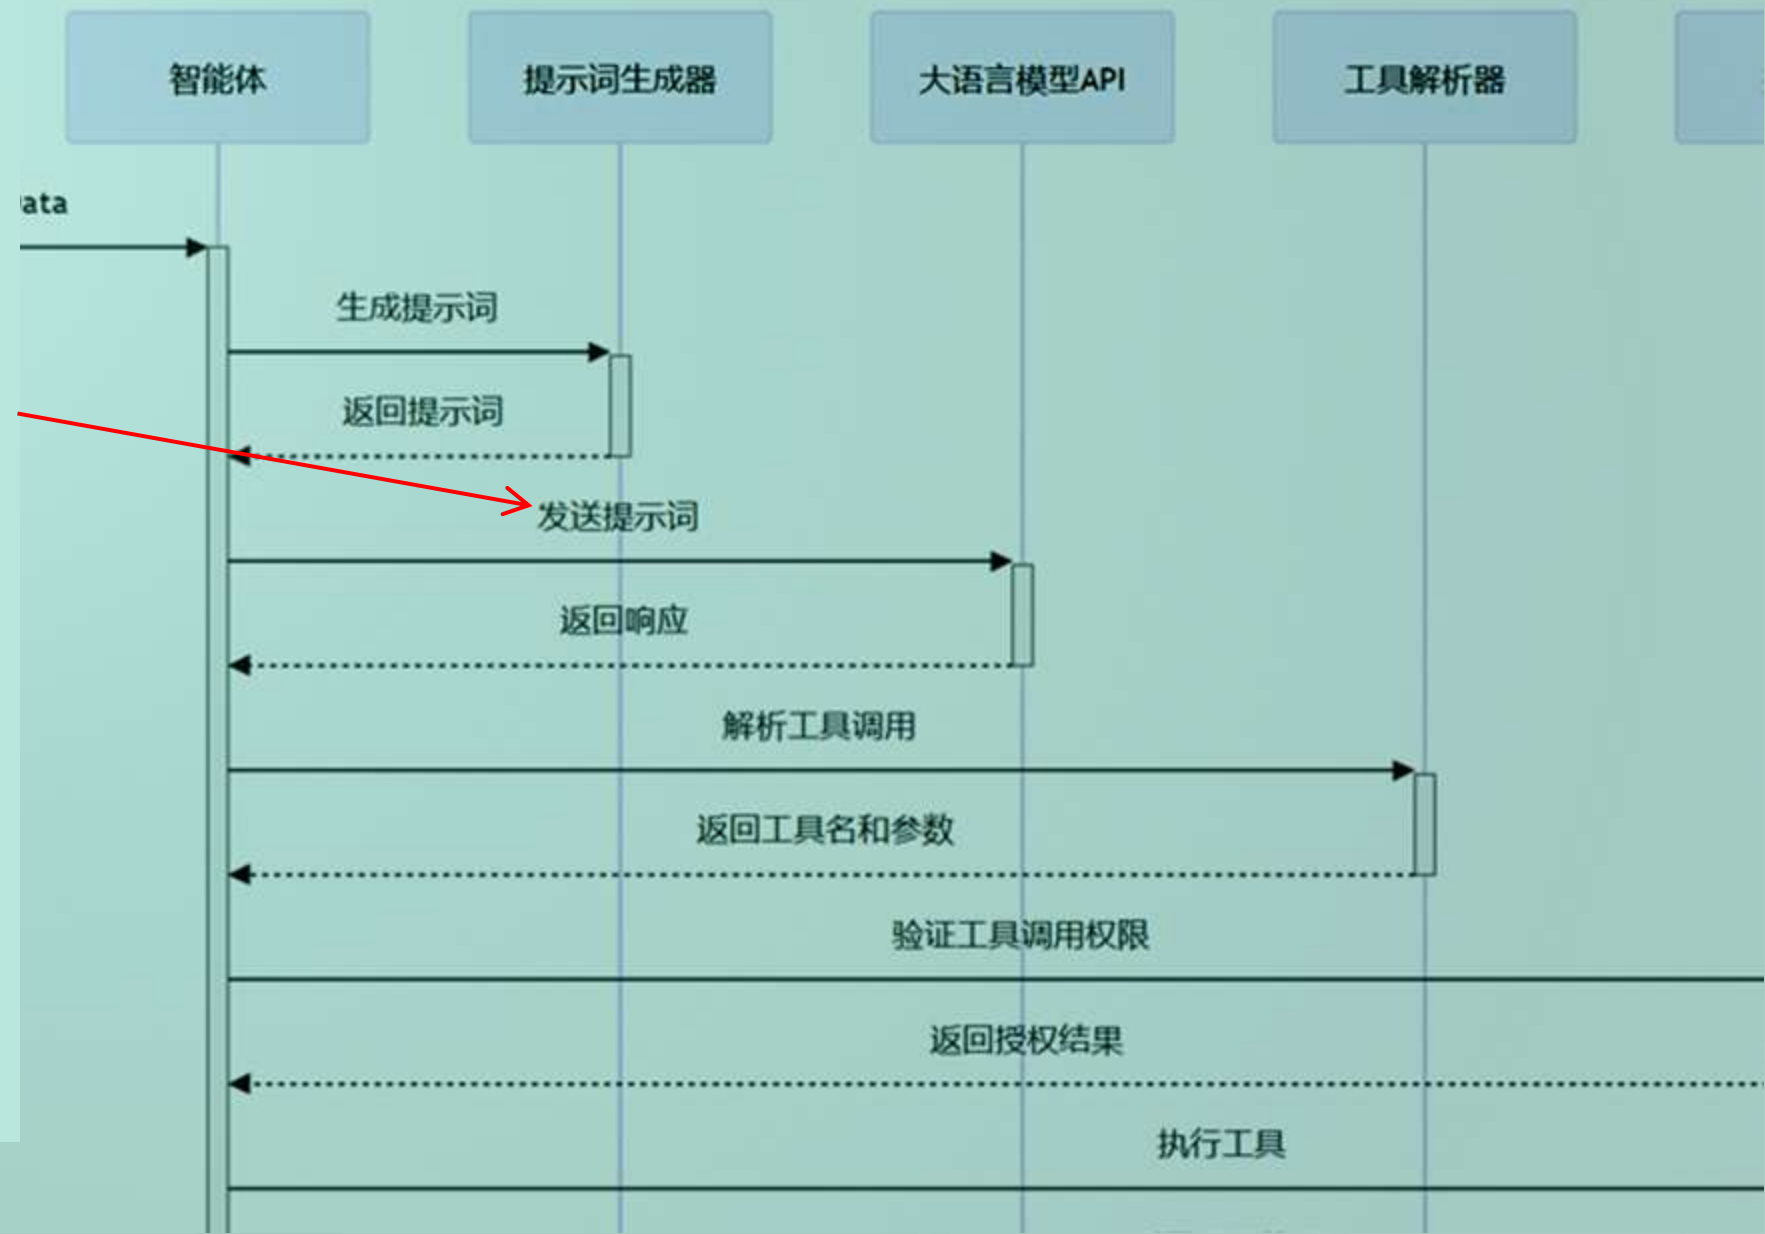 智能体
提示词生成器
大语言模型API
工具解析器
ata
生成提示词
返回提示词
发送提示词
返回响应
解析工具调用
返回工具名和参数
验证工具调用权限
返回授权结果
执行工具